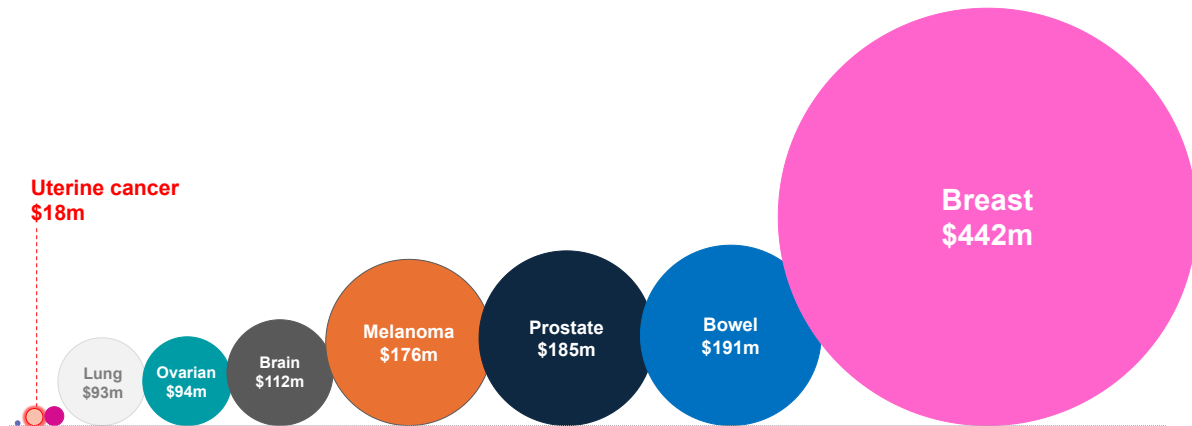 Uterine cancer
$18m
Lung
$93m
Ovarian
$94m
Brain
$112m
Melanoma
$176m
Prostate
$185m
Bowel
$191m
Breast
$442m